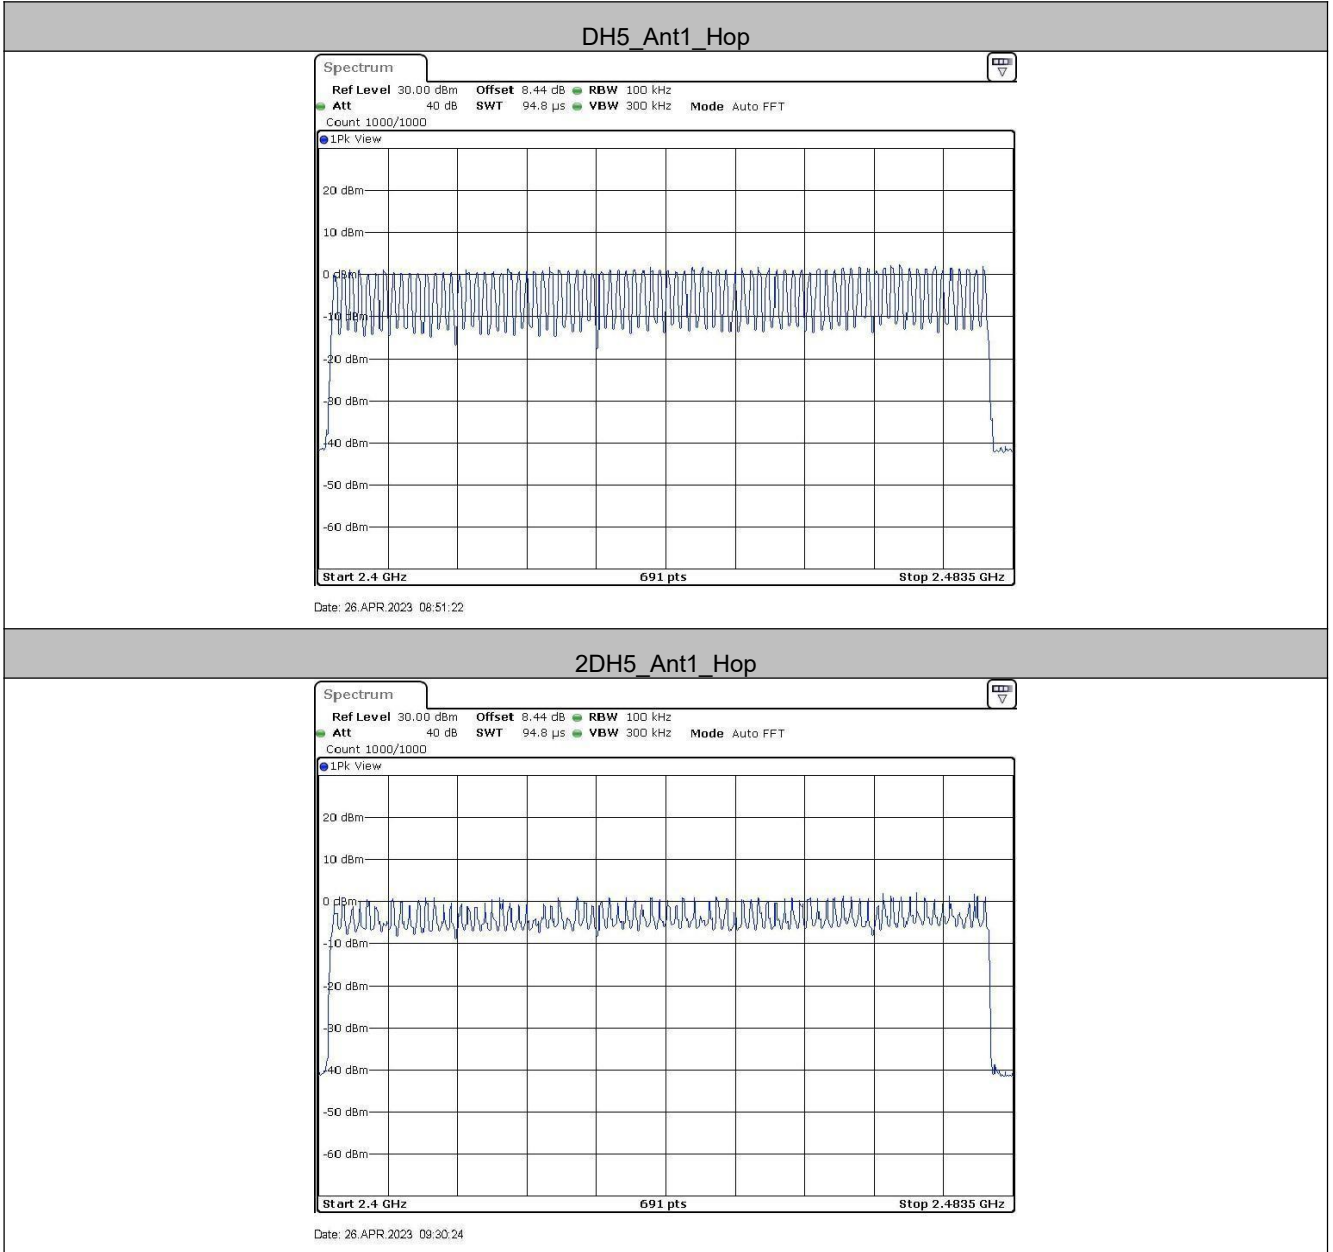 DH5_Ant1_Hop
Spectrum
Ref Level 30.00 dBm Offset 8.44 dB RBW 100 kHz
Att 40 dB SWT 94.8 µs VBW 300 kHz Mode Auto FFT
Count 1000/1000
1Pk View
20 dBm
10 dBm
0 dBm
-10 dBm
-20 dBm
-30 dBm
-40 dBm
-50 dBm
-60 dBm
Start 2.4 GHz 691 pts Stop 2.4835 GHz
Date: 26.APR.2023 08:51:22
2DH5_Ant1_Hop
Spectrum
Ref Level 30.00 dBm Offset 8.44 dB RBW 100 kHz
Att 40 dB SWT 94.8 µs VBW 300 kHz Mode Auto FFT
Count 1000/1000
1Pk View
20 dBm
10 dBm
0 dBm
-10 dBm
-20 dBm
-30 dBm
-40 dBm
-50 dBm
-60 dBm
Start 2.4 GHz 691 pts Stop 2.4835 GHz
Date: 26.APR.2023 09:30:24